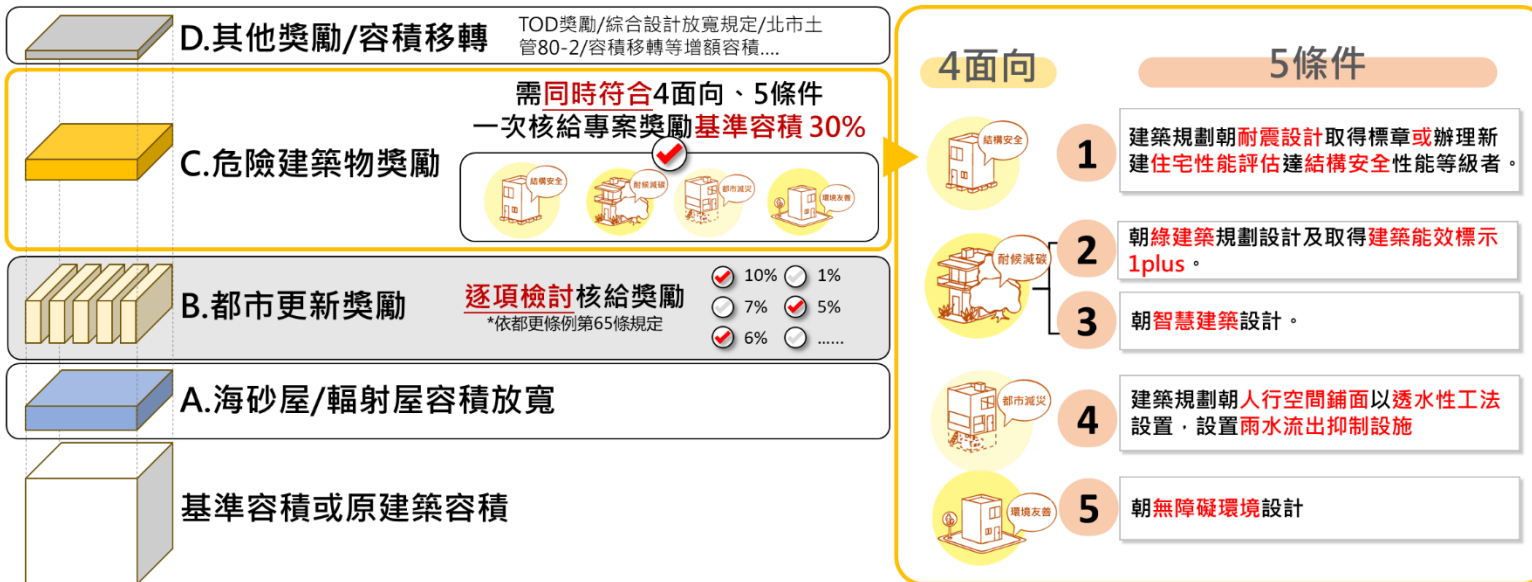 D.其他獎勵/容積移轉
TOD獎勵/綜合設計放寬規定/北市土
管80-2/容積移轉等增額容積....
C.危險建築物獎勵
需同時符合4面向、5條件
一次核給專案獎勵基準容積 30%
結構安全
耐候減碳
都市減災
環境友善
B.都市更新獎勵
逐項檢討核給獎勵
*依都更條例第65條規定
10%
1%
7%
5%
6%
......
A.海砂屋/輻射屋容積放寬
基準容積或原建築容積
4面向
5條件
結構安全
1
建築規劃朝耐震設計取得標章或辦理新
建住宅性能評估達結構安全性能等級者。
耐候減碳
2
朝綠建築規劃設計及取得建築能效標示
1plus。
3
朝智慧建築設計。
都市減災
4
建築規劃朝人行空間鋪面以透水性工法
設置，設置雨水流出抑制設施
環境友善
5
朝無障礙環境設計